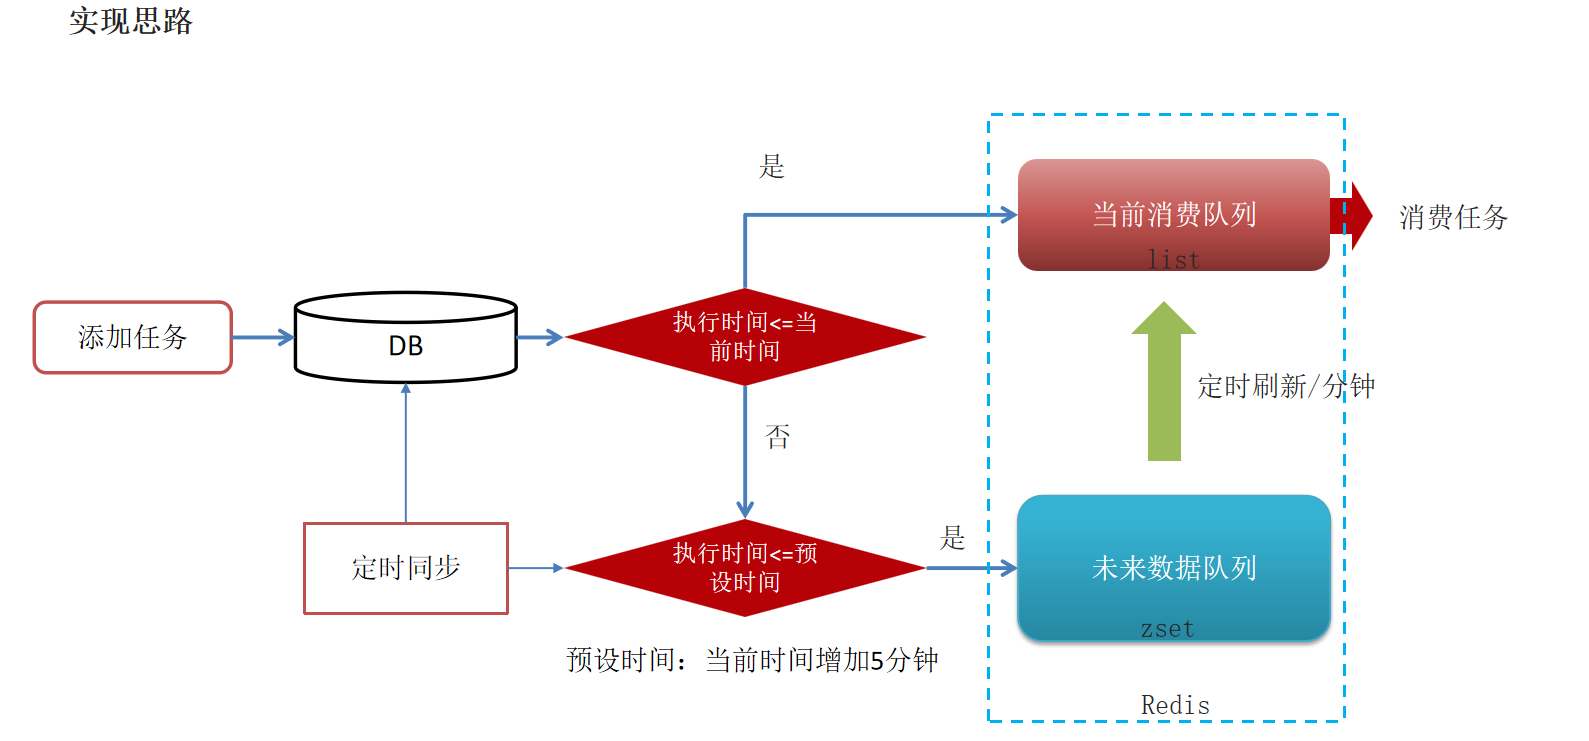 实现思路
是
当前消费队列
list
消费任务
添加任务
DB
执行时间<=当
前时间
定时刷新/分钟
否
定时同步
执行时间<=预
设时间
是
未来数据队列
zset
预设时间：当前时间增加5分钟
Redis